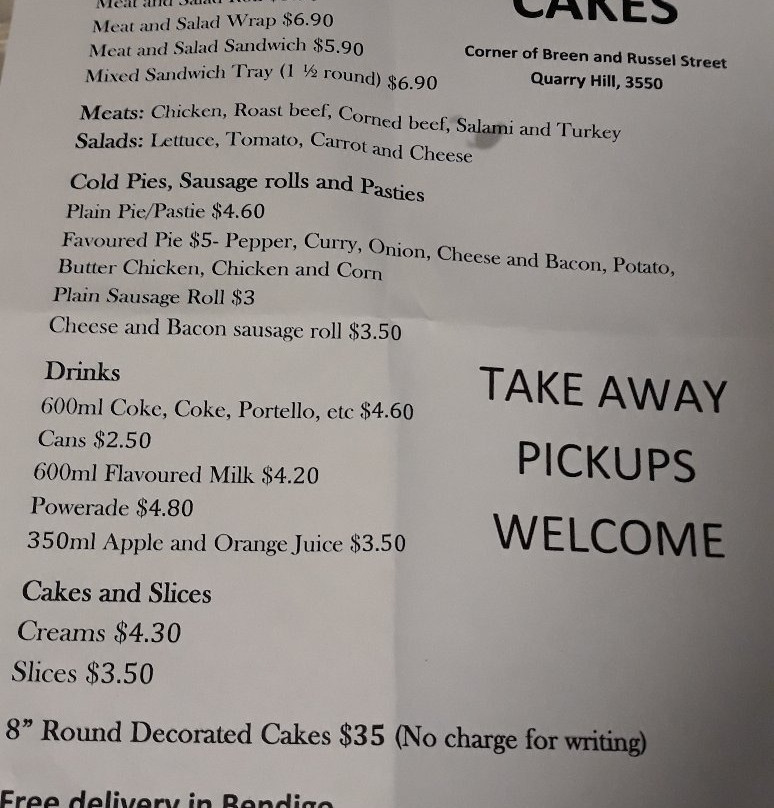 Meat and Salad
CAKES
Meat and Salad Wrap $6.90
Meat and Salad Sandwich $5.90
Mixed Sandwich Tray (1 ½ round) $6.90
Corner of Breen and Russel Street
Quarry Hill, 3550
Meats: Chicken, Roast beef, Corned beef, Salami and Turkey
Salads: Lettuce, Tomato, Carrot and Cheese
Cold Pies, Sausage rolls and Pasties
Plain Pie/Pastie $4.60
Favoured Pie $5- Pepper, Curry, Onion, Cheese and Bacon, Potato,
Butter Chicken, Chicken and Corn
Plain Sausage Roll $3
Cheese and Bacon sausage roll $3.50
Drinks
600ml Coke, Coke, Portello, etc $4.60
Cans $2.50
600ml Flavoured Milk $4.20
Powerade $4.80
350ml Apple and Orange Juice $3.50
TAKE AWAY
PICKUPS
WELCOME
Cakes and Slices
Creams $4.30
Slices $3.50
8” Round Decorated Cakes $35 (No charge for writing)
Free delivery in Bendigo